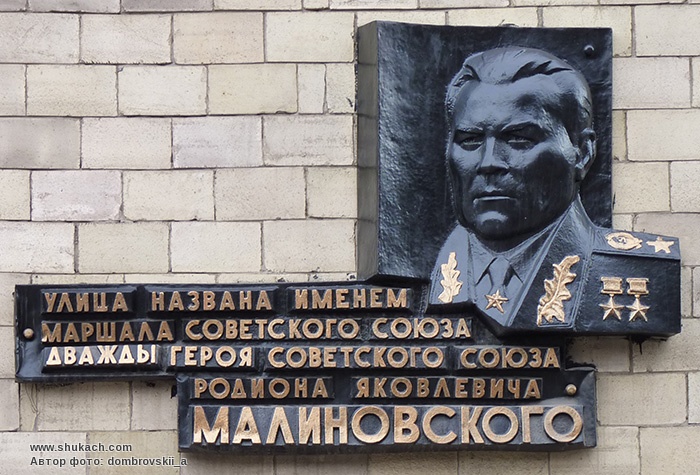 УЛИЦА НАЗВАНА ИМЕНЕМ
МАРШАЛА СОВЕТСКОГО СОЮЗА
ДВАЖДЫ ГЕРОЯ СОВЕТСКОГО СОЮЗА
РОДИОНА ЯКОВЛЕВИЧА
МАЛИНОВСКОГО
www.shukach.com
Автор фото: dombrovskii_a